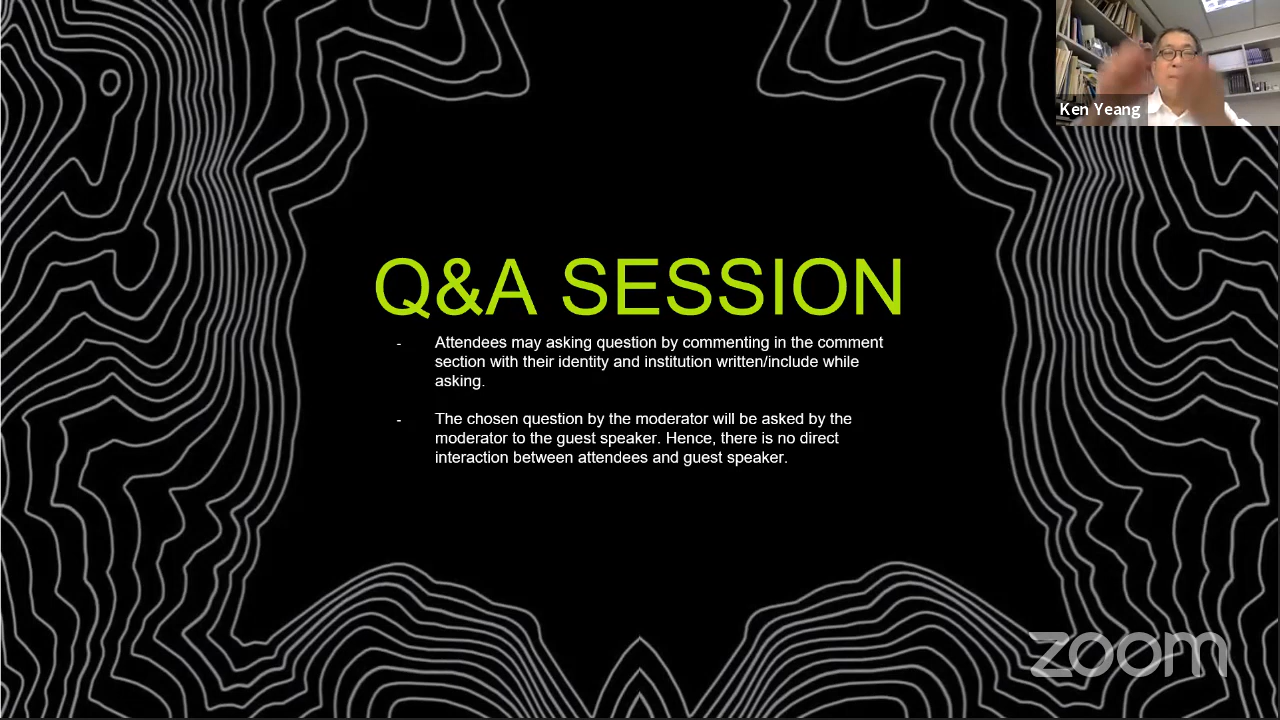 Ken Yeang
Q&A SESSION
- Attendees may asking question by commenting in the comment
section with their identity and institution written/include while
asking.
- The chosen question by the moderator will be asked by the
moderator to the guest speaker. Hence, there is no direct
interaction between attendees and guest speaker.
zoom